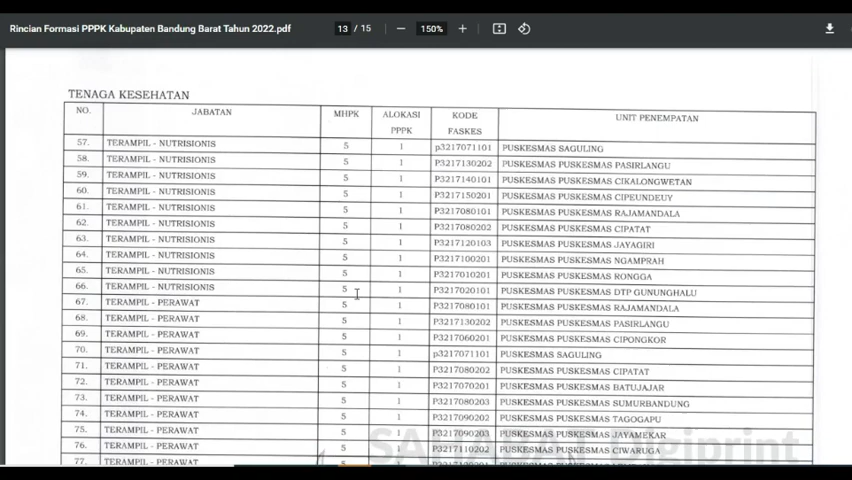 Rincian Formasi PPPK Kabupaten Bandung Barat Tahun 2022.pdf 13 / 15 150%
TENAGA KESEHATAN
NO. JABATAN MHPK ALOKASI PPPK KODE FASKES UNIT PENEMPATAN
57. TERAMPIL - NUTRISIONIS 5 1 p3217071101 PUSKESMAS SAGULING
58. TERAMPIL - NUTRISIONIS 5 1 P3217130202 PUSKESMAS PUSKESMAS PASIRLANGU
59. TERAMPIL - NUTRISIONIS 5 1 P3217140101 PUSKESMAS PUSKESMAS CIKALONGWETAN
60. TERAMPIL - NUTRISIONIS 5 1 P3217150201 PUSKESMAS PUSKESMAS CIPEUNDEUY
61. TERAMPIL - NUTRISIONIS 5 1 P3217080101 PUSKESMAS PUSKESMAS RAJAMANDALA
62. TERAMPIL - NUTRISIONIS 5 1 P3217080202 PUSKESMAS PUSKESMAS CIPATAT
63. TERAMPIL - NUTRISIONIS 5 1 P3217120103 PUSKESMAS PUSKESMAS JAYAGIRI
64. TERAMPIL - NUTRISIONIS 5 1 P3217100201 PUSKESMAS PUSKESMAS NGAMPRAH
65. TERAMPIL - NUTRISIONIS 5 1 P3217010201 PUSKESMAS PUSKESMAS RONGGA
66. TERAMPIL - NUTRISIONIS 5 1 P3217020101 PUSKESMAS PUSKESMAS DTP GUNUNGHALU
67. TERAMPIL - PERAWAT 5 1 P3217080101 PUSKESMAS PUSKESMAS RAJAMANDALA
68. TERAMPIL - PERAWAT 5 1 P3217130202 PUSKESMAS PUSKESMAS PASIRLANGU
69. TERAMPIL - PERAWAT 5 1 P3217060201 PUSKESMAS PUSKESMAS CIPONGKOR
70. TERAMPIL - PERAWAT 5 1 p3217071101 PUSKESMAS SAGULING
71. TERAMPIL - PERAWAT 5 1 P3217080202 PUSKESMAS PUSKESMAS CIPATAT
72. TERAMPIL - PERAWAT 5 1 P3217070201 PUSKESMAS PUSKESMAS BATUJAJAR
73. TERAMPIL - PERAWAT 5 1 P3217080203 PUSKESMAS PUSKESMAS SUMURBANDUNG
74. TERAMPIL - PERAWAT 5 1 P3217090202 PUSKESMAS PUSKESMAS TAGOGAPU
75. TERAMPIL - PERAWAT 5 1 P3217090203 PUSKESMAS PUSKESMAS JAYAMEKAR
76. TERAMPIL - PERAWAT 5 1 P3217110202 PUSKESMAS PUSKESMAS CIWARUGA
77. TERAMPIL - PERAWAT 5
SAHABAT Digiprint